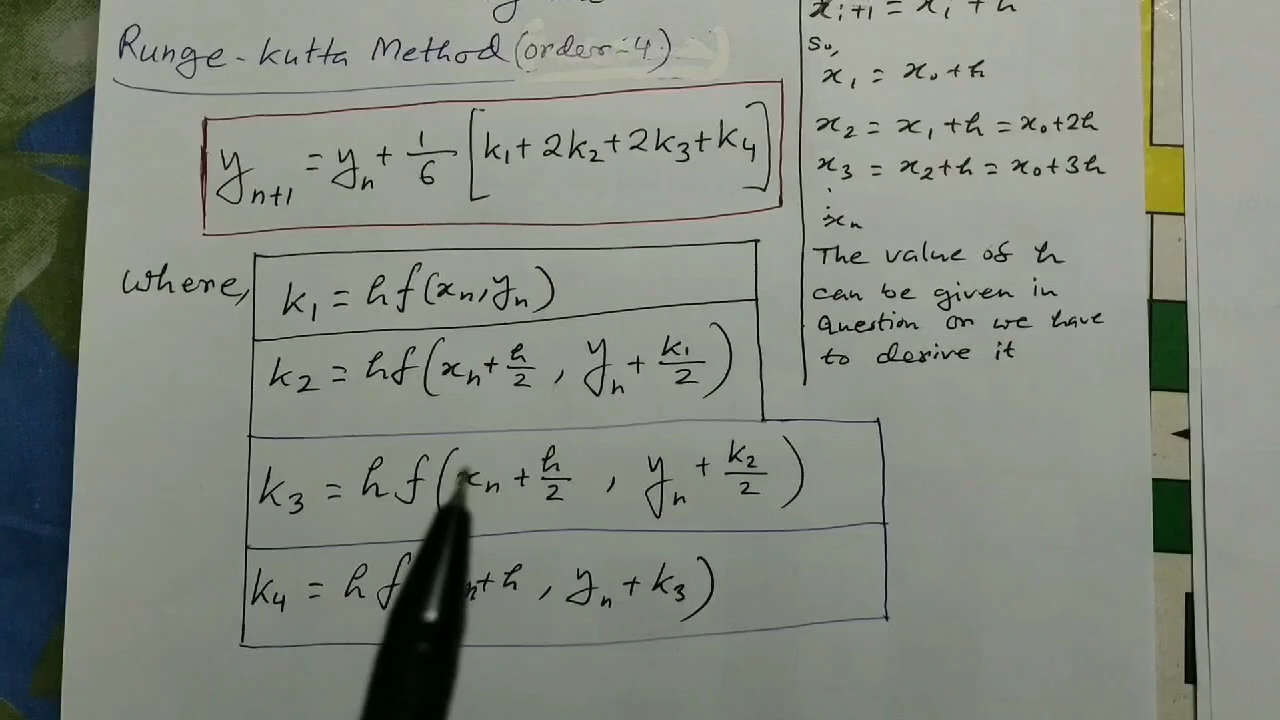 Runge-Kutta Method (order-4)
y_{n+1} = y_n + 1/6 [k_1 + 2k_2 + 2k_3 + k_4]
where,
k_1 = hf(x_n, y_n)
k_2 = hf(x_n + h/2, y_n + k_1/2)
k_3 = hf(x_n + h/2, y_n + k_2/2)
k_4 = hf n+h, y_n + k_3)
x_{i+1} = x_i + h
So,
x_1 = x_0 + h
x_2 = x_1 + h = x_0 + 2h
x_3 = x_2 + h = x_0 + 3h
⋮
x_n
The value of h
can be given in
question or we have
to derive it